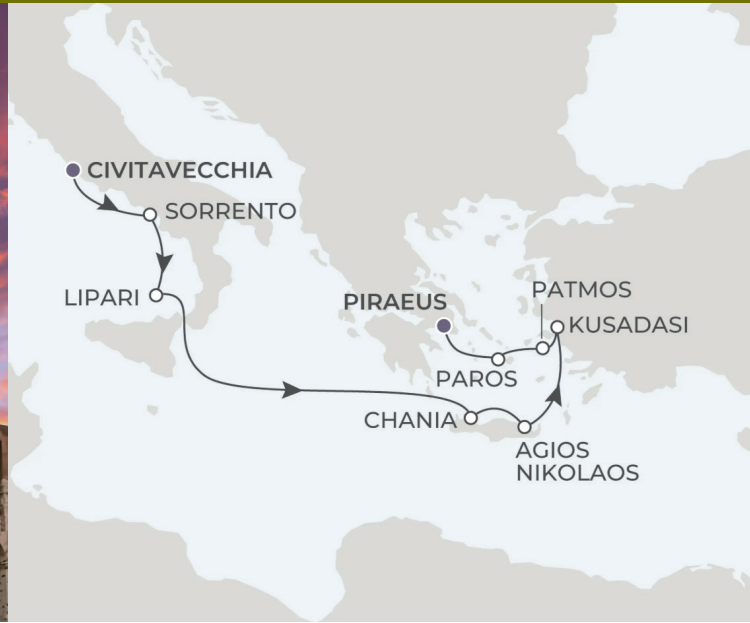 CIVITAVECCHIA
SORRENTO
LIPARI
PATMOS
PIRAEUS
KUSADASI
PAROS
CHANIA
AGIOS
NIKOLAOS